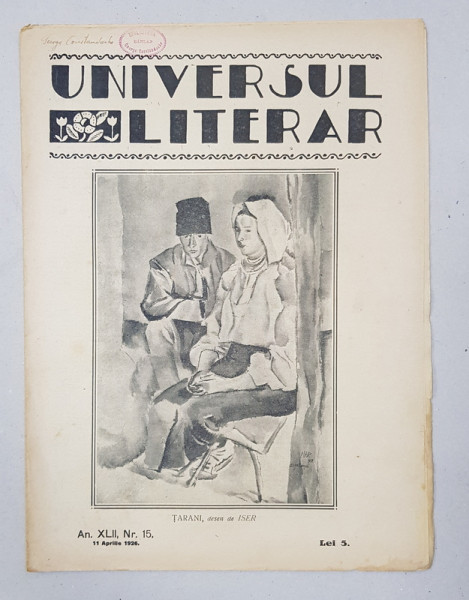 UNIVERSUL
LITERAR
ȚARANI, desen de ISER
An. XLII, Nr. 15.
11 Aprilie 1926.
Lei 5.